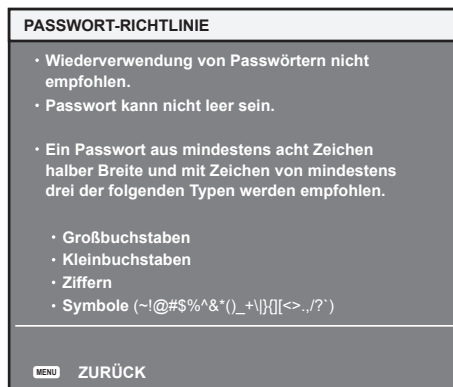 PASSWORT-RICHTLINIE
• Wiederverwendung von Passwörtern nicht
empfohlen.
• Passwort kann nicht leer sein.
• Ein Passwort aus mindestens acht Zeichen
halber Breite und mit Zeichen von mindestens
drei der folgenden Typen werden empfohlen.
• Großbuchstaben
• Kleinbuchstaben
• Ziffern
• Symbole (~!@#$%^&*()_+\|}{][<>.,/?`)
MENU ZURÜCK